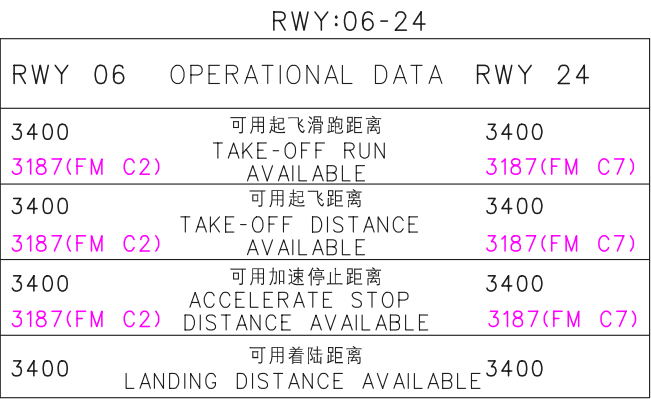 RWY:06-24
RWY 06 OPERATIONAL DATA RWY 24
3400 可用起飞滑跑距离 3400
TAKE-OFF RUN
3187(FM C2) AVAILABLE 3187(FM C7)
3400 可用起飞距离 3400
TAKE-OFF DISTANCE
3187(FM C2) AVAILABLE 3187(FM C7)
3400 可用加速停止距离 3400
ACCELERATE STOP
3187(FM C2) DISTANCE AVAILABLE 3187(FM C7)
可用着陆距离
3400 LANDING DISTANCE AVAILABLE 3400